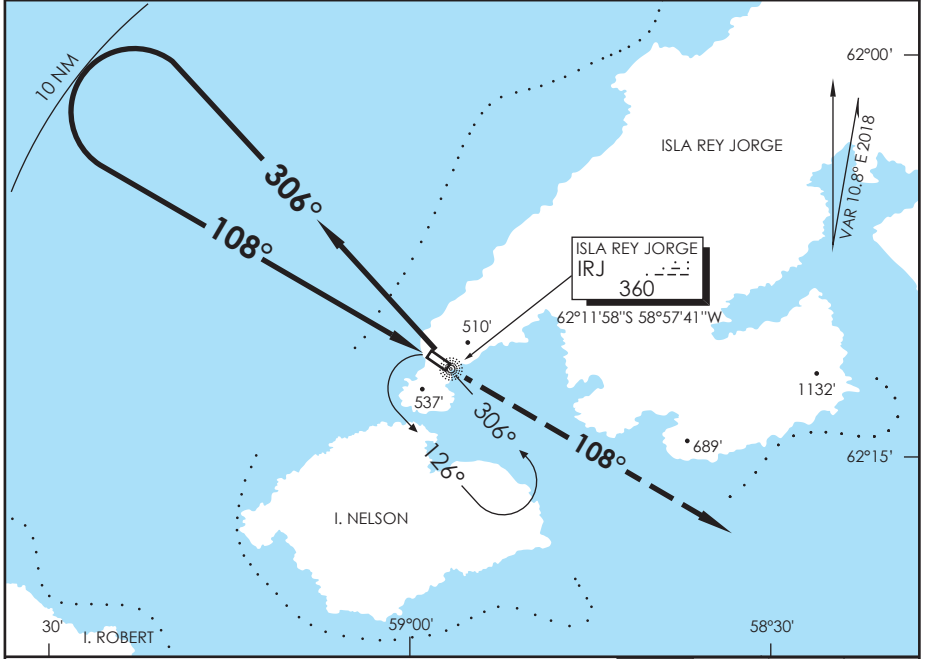 10 NM
62°00'
ISLA REY JORGE
VAR 10.8° E 2018
306°
108°
ISLA REY JORGE
IRJ
360
62°11'58"S 58°57'41"W
510'
537'
1132'
306°
108°
689'
126°
62°15'
I. NELSON
30'
I. ROBERT
59°00'
58°30'